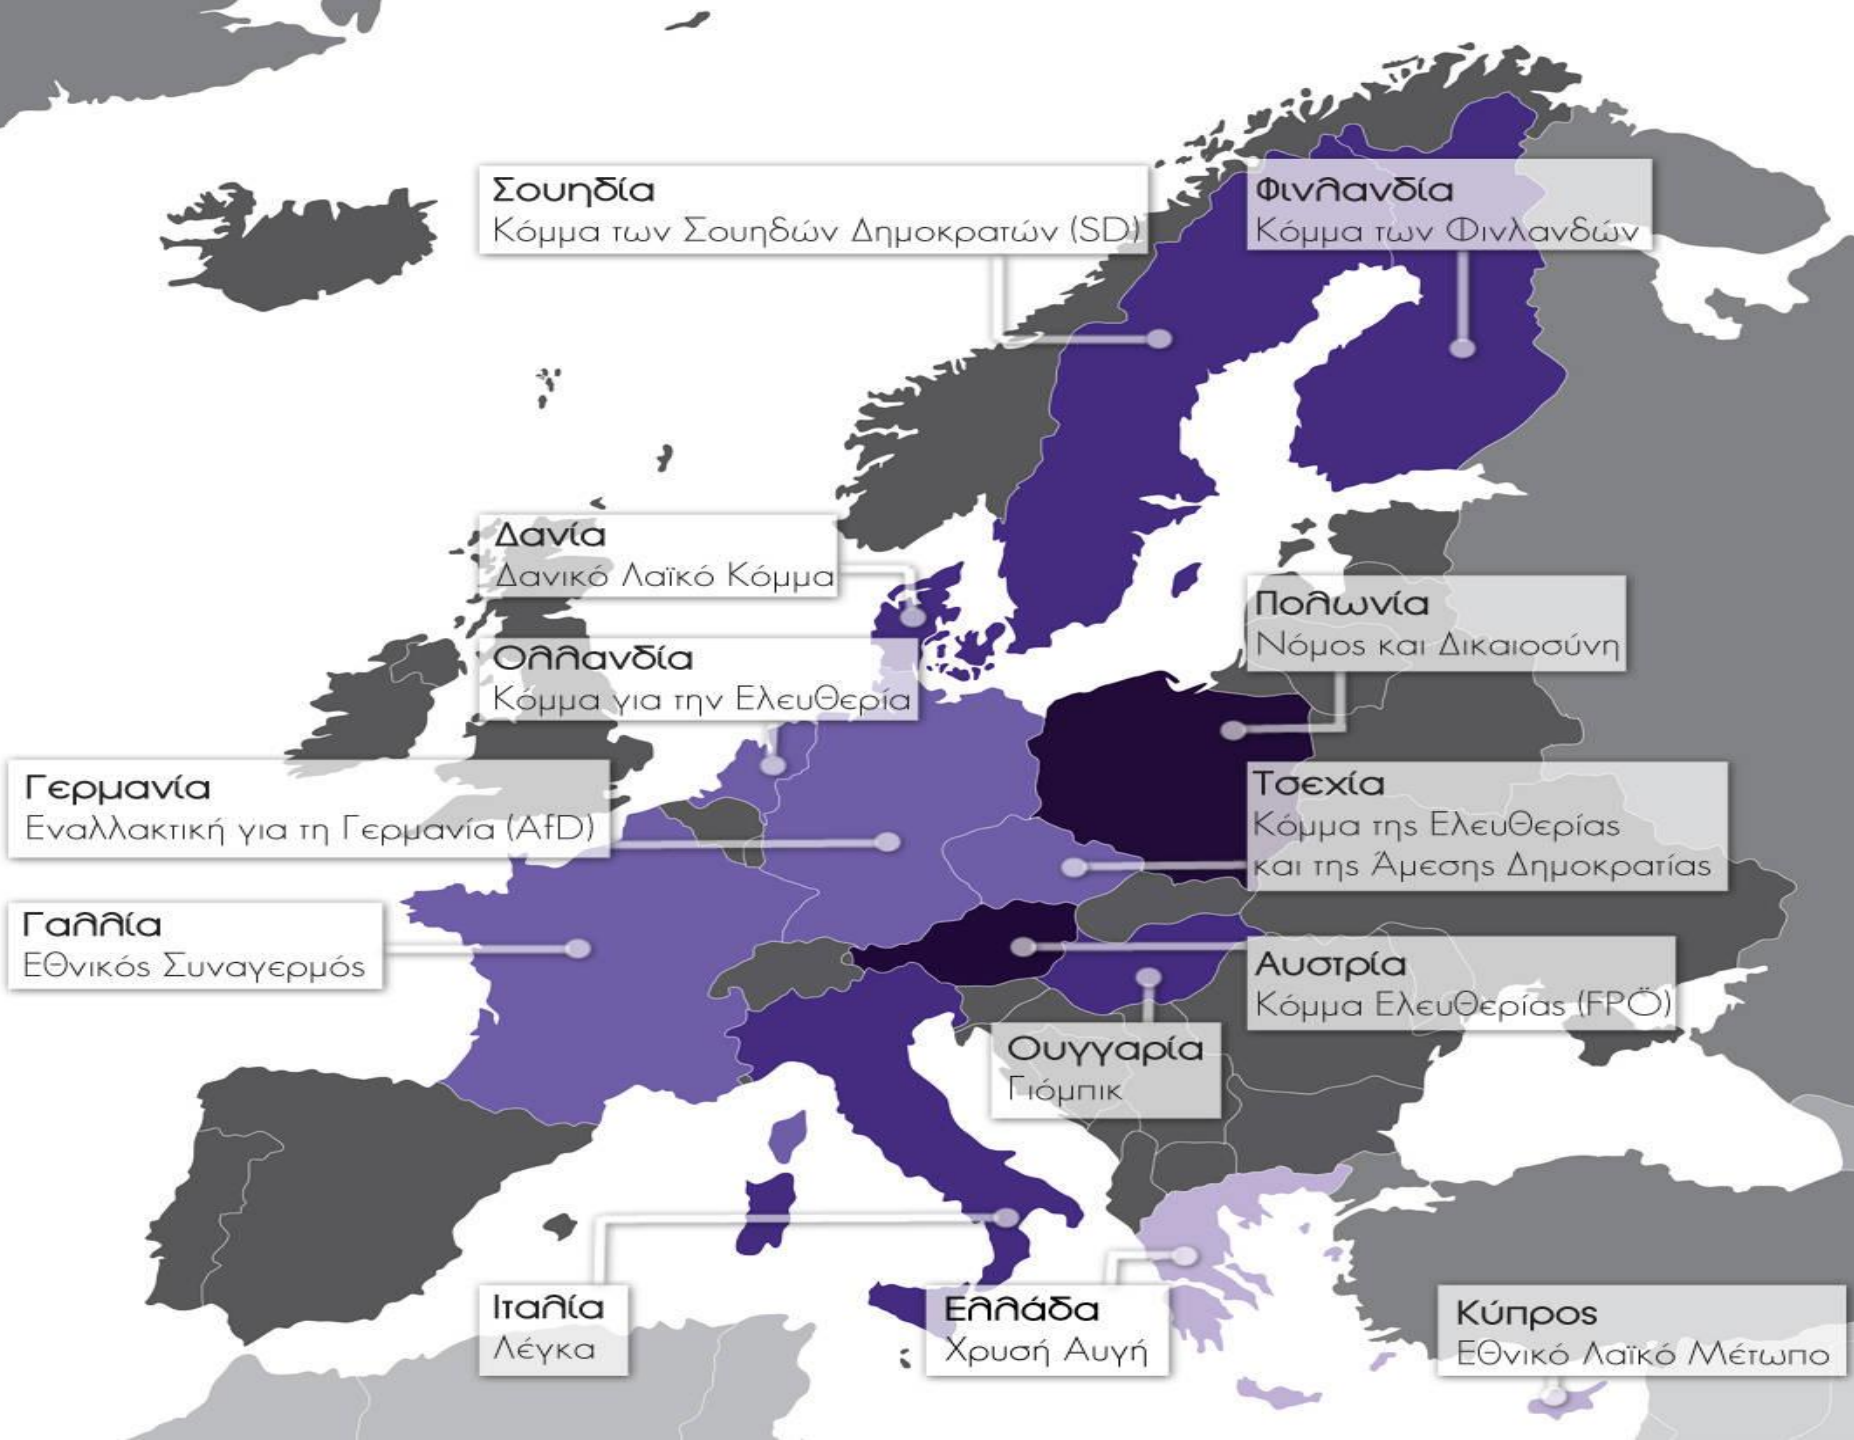 Σουηδία
Κόμμα των Σουηδών Δημοκρατών (SD)
Φινλανδία
Κόμμα των Φινλανδών
Δανία
Δανικό Λαϊκό Κόμμα
Πολωνία
Νόμος και Δικαιοσύνη
Ολλανδία
Κόμμα για την Ελευθερία
Γερμανία
Εναλλακτική για τη Γερμανία (AfD)
Τσεχία
Κόμμα της Ελευθερίας
και της Άμεσης Δημοκρατίας
Γαλλία
Εθνικός Συναγερμός
Αυστρία
Κόμμα Ελευθερίας (FPÖ)
Ουγγαρία
Γιόμπικ
Ιταλία
Λέγκα
Ελλάδα
Χρυσή Αυγή
Κύπρος
Εθνικό Λαϊκό Μέτωπο